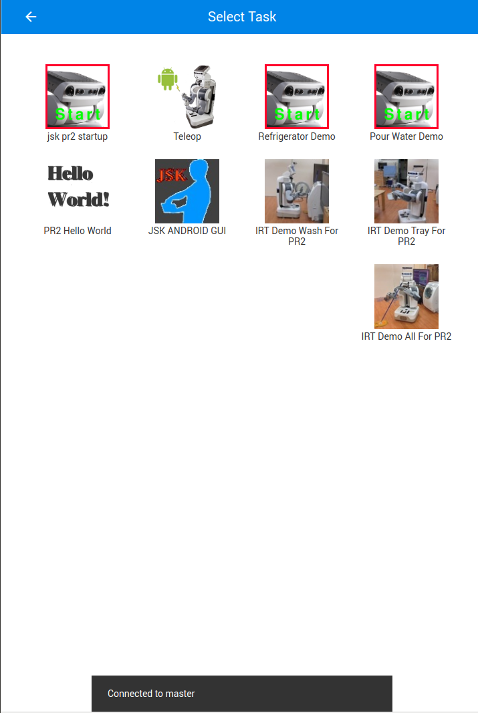 Select Task
Start
Start
Start
jsk pr2 startup
Teleop
Refrigerator Demo
Pour Water Demo
Hello
World!
JSK
PR2 Hello World
JSK ANDROID GUI
IRT Demo Wash For
PR2
IRT Demo Tray For
PR2
IRT Demo All For PR2
Connected to master